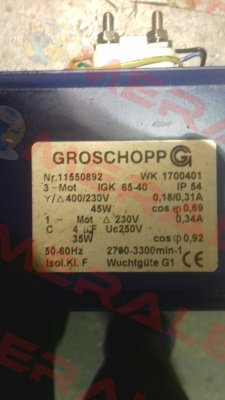 GROSCHOPP G
Nr.11550892 WK 1700401
3 - Mot IGK 65-40 IP 54
Y/△ 400/230V 0,18/0,31A
45W cos φ 0,69
1 - Mot △ 230V 0,34A
C 4 µF Uc250V
35W cos φ 0,92
50-60Hz 2700-3300min-1
Isol.Kl. F Wuchtgüte G1 CE